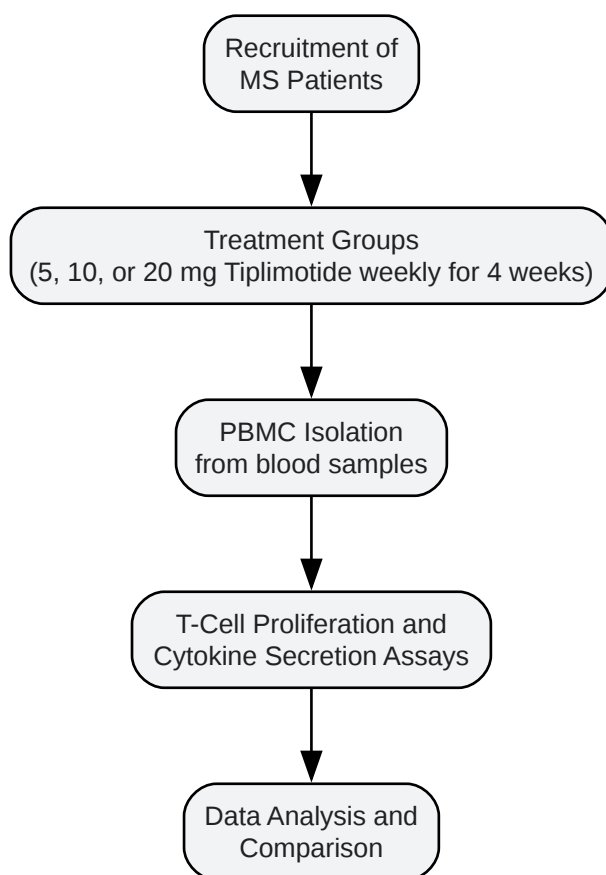 Recruitment of
MS Patients
Treatment Groups
(5, 10, or 20 mg Tiplimotide weekly for 4 weeks)
PBMC Isolation
from blood samples
T-Cell Proliferation and
Cytokine Secretion Assays
Data Analysis and
Comparison